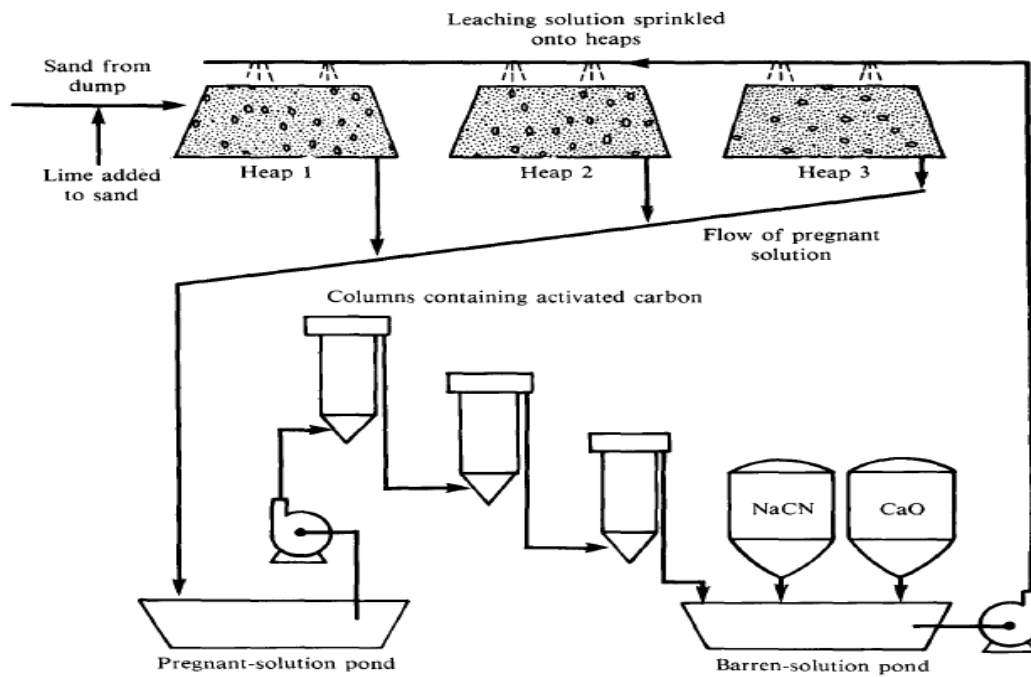 Leaching solution sprinkled
onto heaps
Sand from
dump
Lime added
to sand
Heap 1
Heap 2
Heap 3
Flow of pregnant
solution
Columns containing activated carbon
NaCN
CaO
Pregnant-solution pond
Barren-solution pond